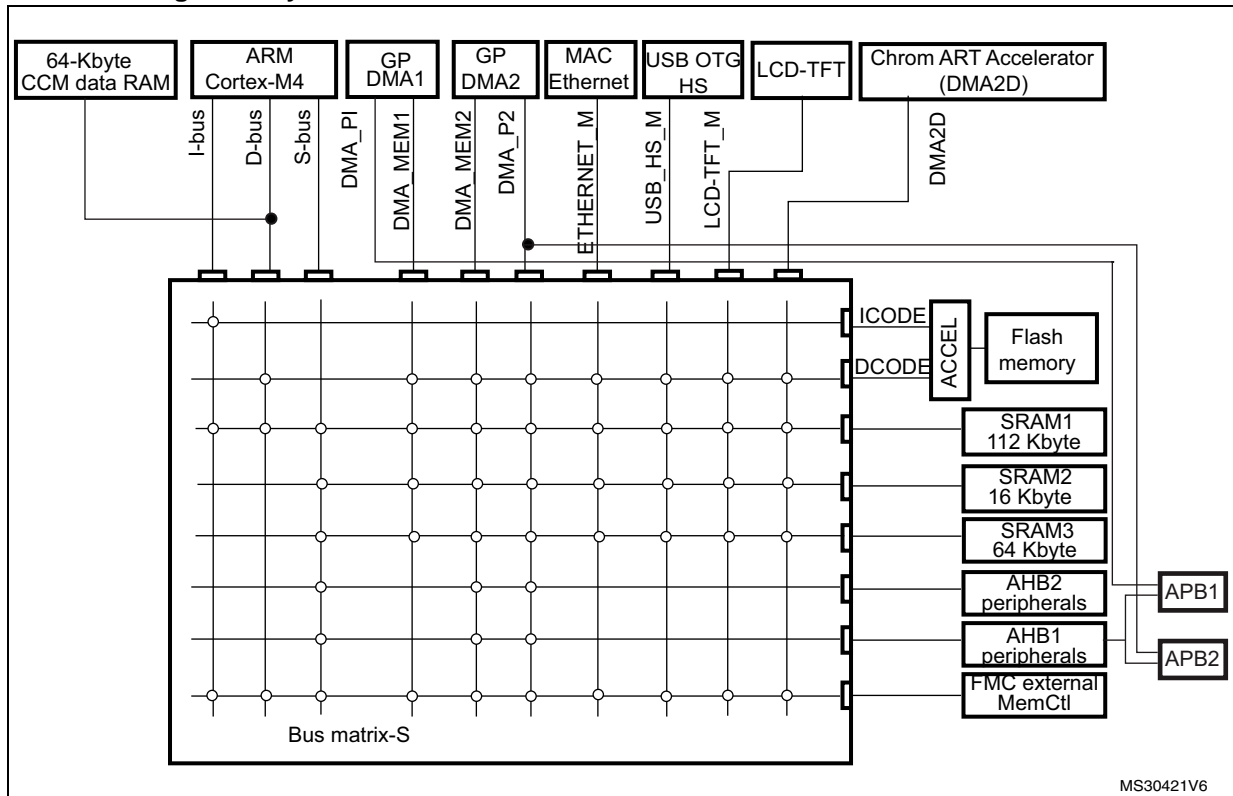 64-Kbyte
CCM data RAM
ARM
Cortex-M4
GP
DMA1
GP
DMA2
MAC
Ethernet
USB OTG
HS
LCD-TFT
Chrom ART Accelerator
(DMA2D)
I-bus
D-bus
S-bus
DMA_PI
DMA_MEM1
DMA_MEM2
DMA_P2
ETHERNET_M
USB_HS_M
LCD-TFT_M
DMA2D
ICODE
DCODE
ACCEL
Flash
memory
SRAM1
112 Kbyte
SRAM2
16 Kbyte
SRAM3
64 Kbyte
AHB2
peripherals
AHB1
peripherals
FMC external
MemCtl
APB1
APB2
Bus matrix-S
MS30421V6